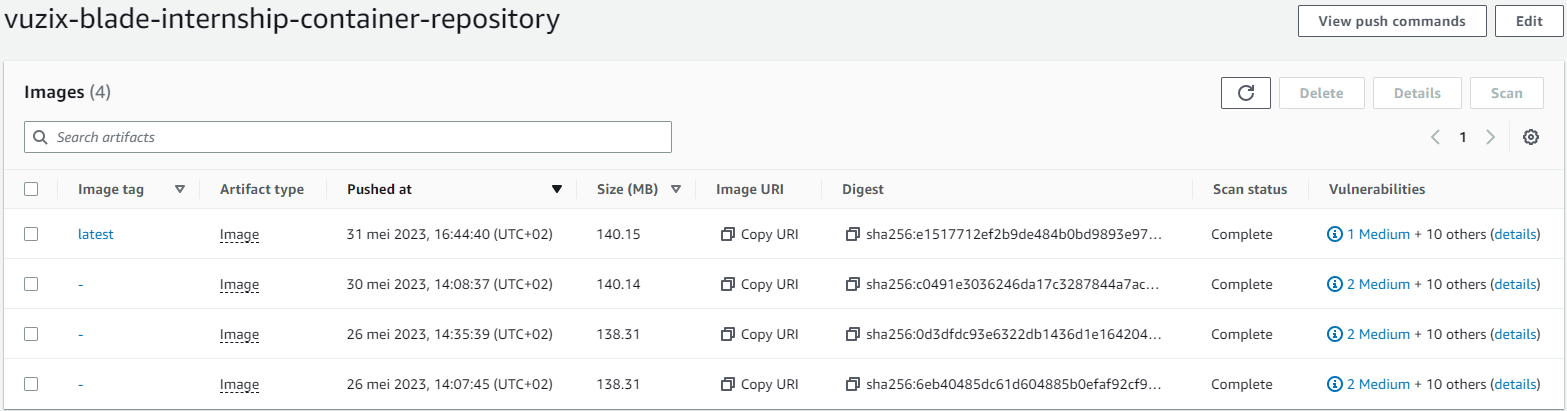 vuzix-blade-internship-container-repository View push commands Edit
Images (4) Delete Details Scan
Search artifacts 1
Image tag Artifact type Pushed at Size (MB) Image URI Digest Scan status Vulnerabilities
latest Image 31 mei 2023, 16:44:40 (UTC+02) 140.15 Copy URI sha256:e1517712ef2b9de484b0bd9893e97... Complete 1 Medium + 10 others (details)
- Image 30 mei 2023, 14:08:37 (UTC+02) 140.14 Copy URI sha256:c0491e3036246da17c3287844a7ac... Complete 2 Medium + 10 others (details)
- Image 26 mei 2023, 14:35:39 (UTC+02) 138.31 Copy URI sha256:0d3dfdc93e6322db1436d1e164204... Complete 2 Medium + 10 others (details)
- Image 26 mei 2023, 14:07:45 (UTC+02) 138.31 Copy URI sha256:6eb40485dc61d604885b0efaf92cf9... Complete 2 Medium + 10 others (details)